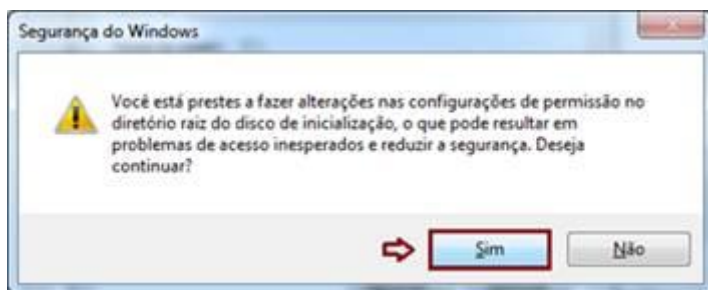 Segurança do Windows
Você está prestes a fazer alterações nas configurações de permissão no
diretório raiz do disco de inicialização, o que pode resultar em
problemas de acesso inesperados e reduzir a segurança. Deseja
continuar?
Sim Não